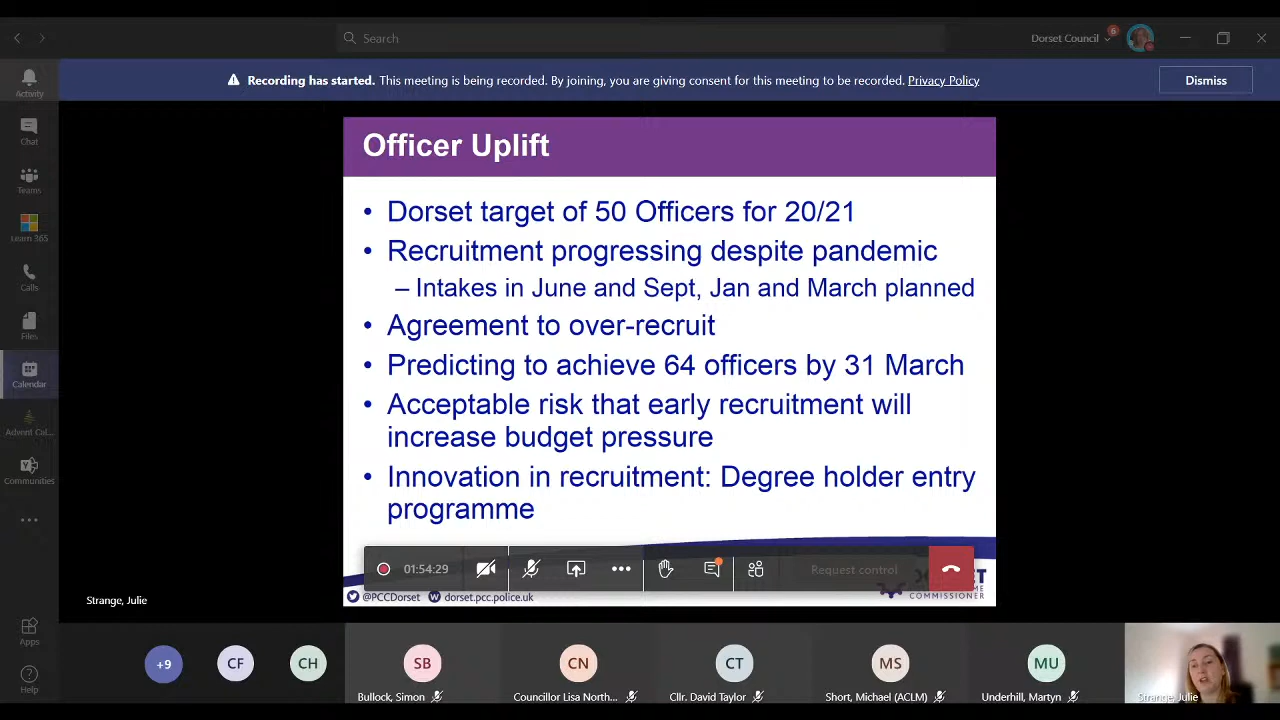 Search
Dorset Council
6
Activity
Recording has started. This meeting is being recorded. By joining, you are giving consent for this meeting to be recorded. Privacy Policy
Dismiss
Chat
Teams
Learn 365
Calls
Files
Calendar
Advent Cal...
Communities
Apps
Help
Officer Uplift
• Dorset target of 50 Officers for 20/21
• Recruitment progressing despite pandemic
– Intakes in June and Sept, Jan and March planned
• Agreement to over-recruit
• Predicting to achieve 64 officers by 31 March
• Acceptable risk that early recruitment will
increase budget pressure
• Innovation in recruitment: Degree holder entry
programme
01:54:29
Request control
COMMISSIONER
@PCCDorset
dorset.pcc.police.uk
Strange, Julie
+9
CF
CH
SB
CN
CT
MS
MU
Bullock, Simon
Councillor Lisa North...
Cllr. David Taylor
Short, Michael (ACLM)
Underhill, Martyn
Strange, Julie